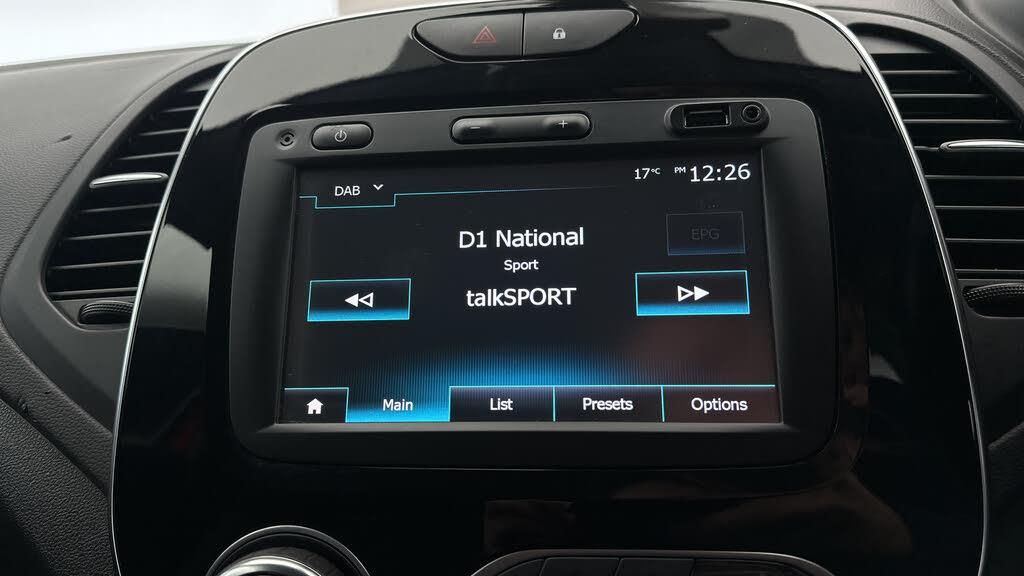 17°C PM 12:26
DAB
D1 National
EPG
Sport
talkSPORT
Main List Presets Options